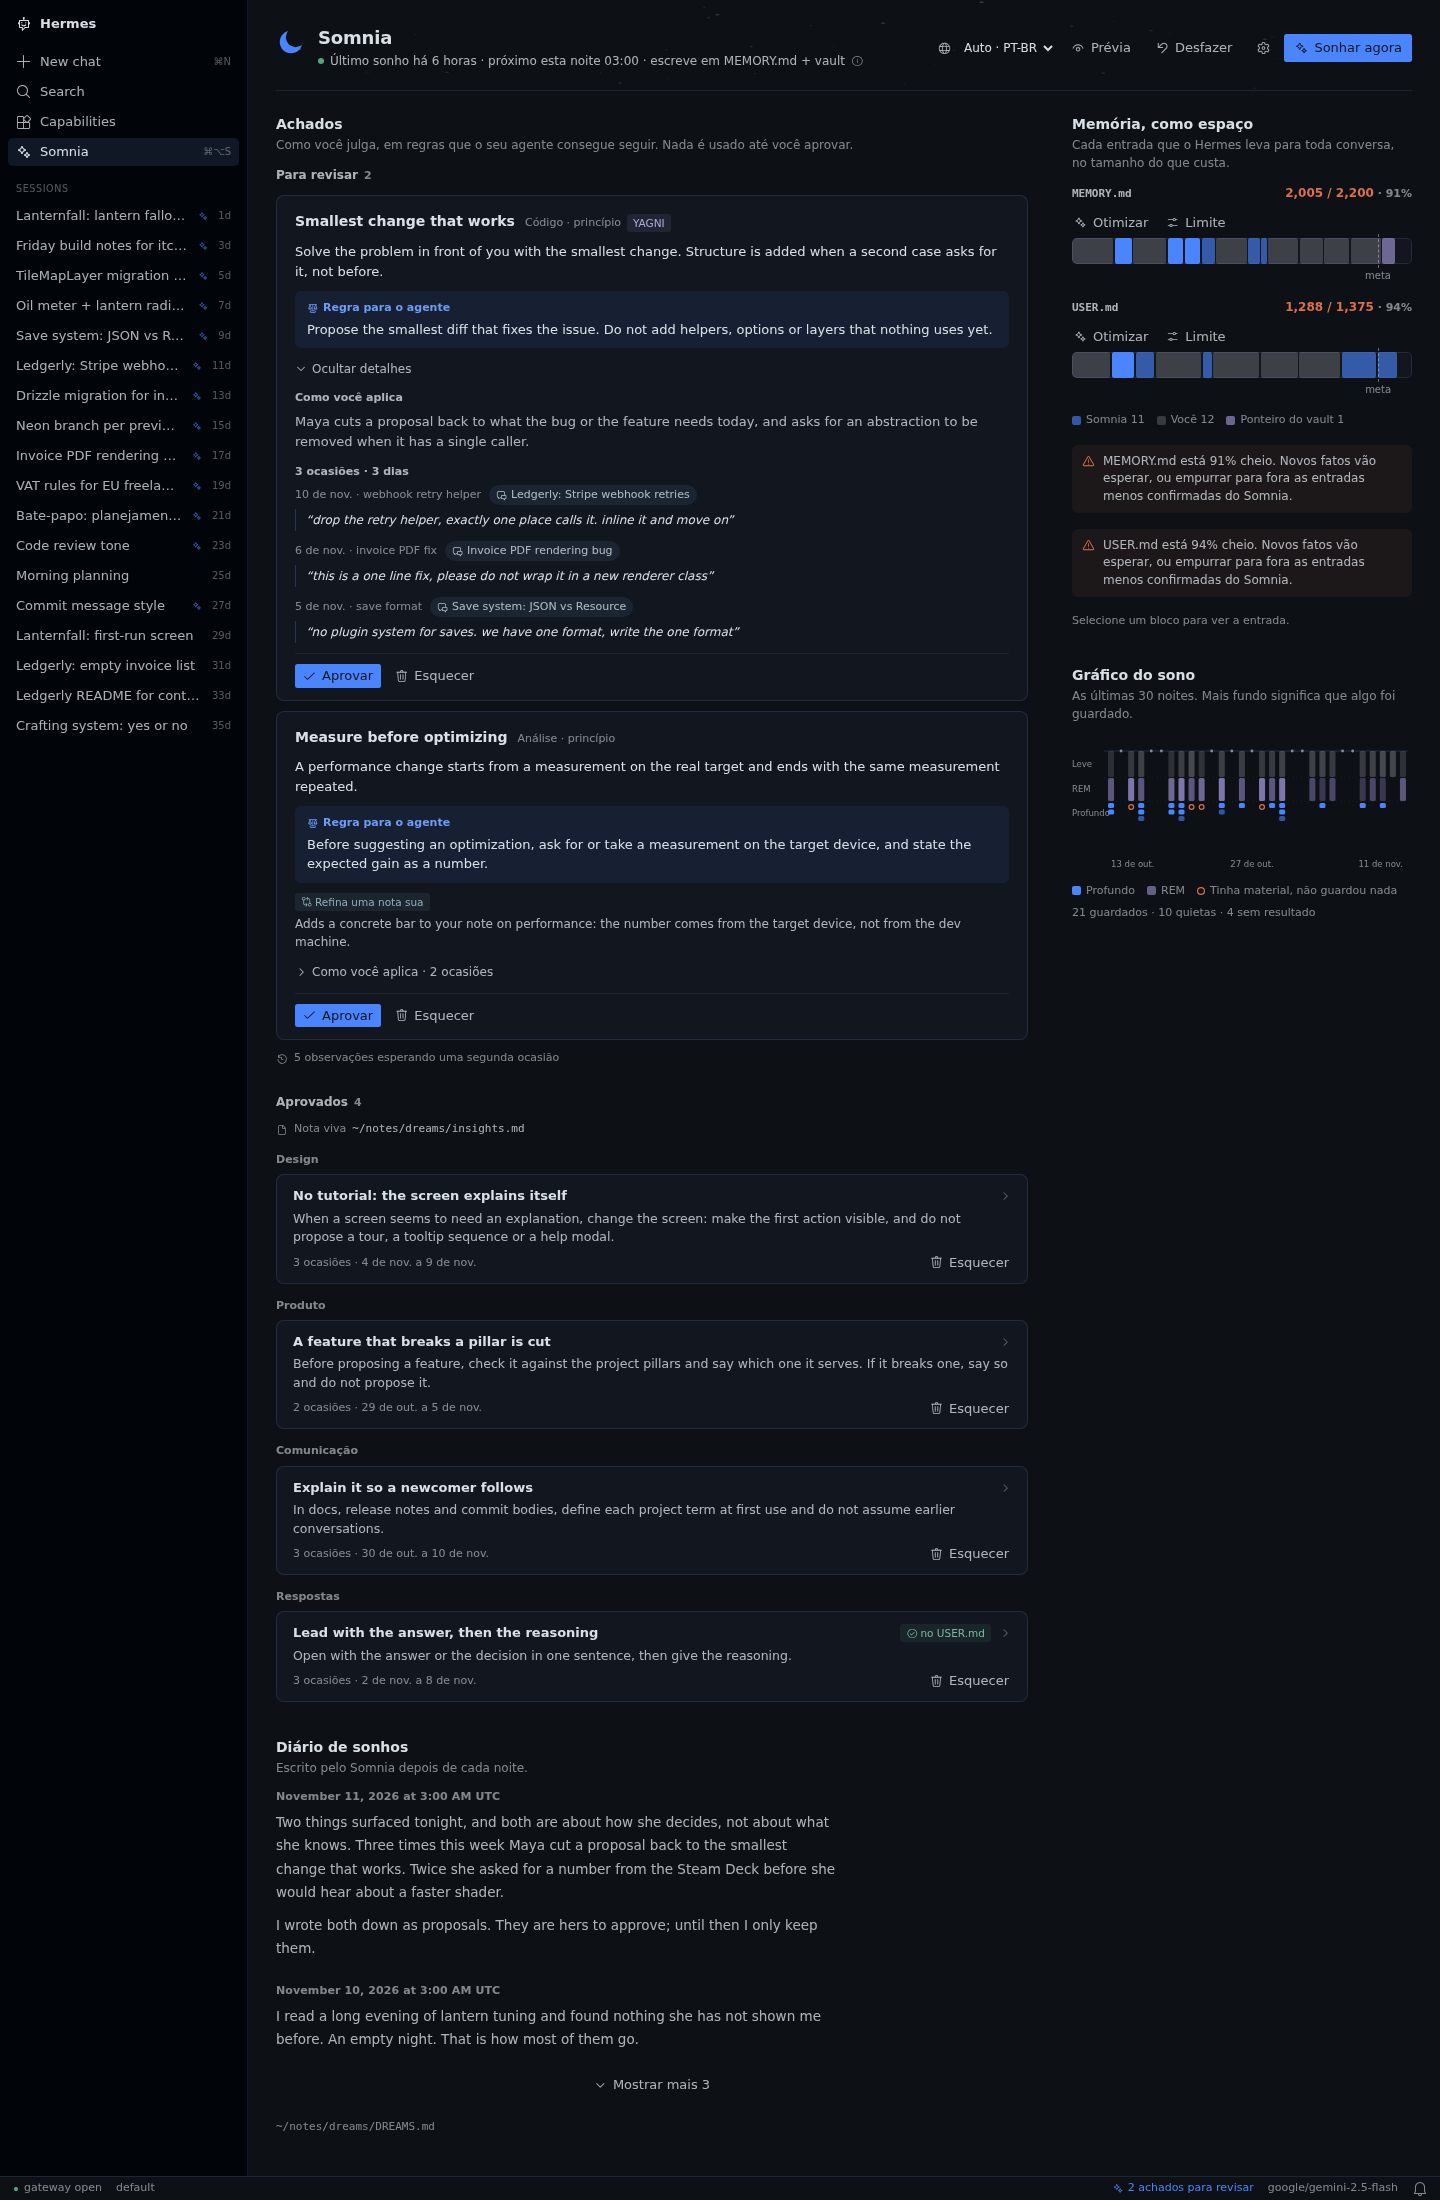 Hermes
New chat ⌘N
Search
Capabilities
Somnia ⌘⌥S
SESSIONS
Lanternfall: lantern fallo… 1d
Friday build notes for itc… 3d
TileMapLayer migration … 5d
Oil meter + lantern radi… 7d
Save system: JSON vs R… 9d
Ledgerly: Stripe webho… 11d
Drizzle migration for in… 13d
Neon branch per previ… 15d
Invoice PDF rendering … 17d
VAT rules for EU freela… 19d
Bate-papo: planejamen… 21d
Code review tone 23d
Morning planning 25d
Commit message style 27d
Lanternfall: first-run screen 29d
Ledgerly: empty invoice list 31d
Ledgerly README for cont… 33d
Crafting system: yes or no 35d
Somnia
Último sonho há 6 horas · próximo esta noite 03:00 · escreve em MEMORY.md + vault
Auto · PT-BR
Prévia
Desfazer
Sonhar agora
Achados
Como você julga, em regras que o seu agente consegue seguir. Nada é usado até você aprovar.
Para revisar 2
Smallest change that works Código · princípio YAGNI
Solve the problem in front of you with the smallest change. Structure is added when a second case asks for
it, not before.
Regra para o agente
Propose the smallest diff that fixes the issue. Do not add helpers, options or layers that nothing uses yet.
Ocultar detalhes
Como você aplica
Maya cuts a proposal back to what the bug or the feature needs today, and asks for an abstraction to be
removed when it has a single caller.
3 ocasiões · 3 dias
10 de nov. · webhook retry helper Ledgerly: Stripe webhook retries
“drop the retry helper, exactly one place calls it. inline it and move on”
6 de nov. · invoice PDF fix Invoice PDF rendering bug
“this is a one line fix, please do not wrap it in a new renderer class”
5 de nov. · save format Save system: JSON vs Resource
“no plugin system for saves. we have one format, write the one format”
Aprovar Esquecer
Measure before optimizing Análise · princípio
A performance change starts from a measurement on the real target and ends with the same measurement
repeated.
Regra para o agente
Before suggesting an optimization, ask for or take a measurement on the target device, and state the
expected gain as a number.
Refina uma nota sua
Adds a concrete bar to your note on performance: the number comes from the target device, not from the dev
machine.
Como você aplica · 2 ocasiões
Aprovar Esquecer
5 observações esperando uma segunda ocasião
Aprovados 4
Nota viva ~/notes/dreams/insights.md
Design
No tutorial: the screen explains itself
When a screen seems to need an explanation, change the screen: make the first action visible, and do not
propose a tour, a tooltip sequence or a help modal.
3 ocasiões · 4 de nov. a 9 de nov. Esquecer
Produto
A feature that breaks a pillar is cut
Before proposing a feature, check it against the project pillars and say which one it serves. If it breaks one, say so
and do not propose it.
2 ocasiões · 29 de out. a 5 de nov. Esquecer
Comunicação
Explain it so a newcomer follows
In docs, release notes and commit bodies, define each project term at first use and do not assume earlier
conversations.
3 ocasiões · 30 de out. a 10 de nov. Esquecer
Respostas
Lead with the answer, then the reasoning no USER.md
Open with the answer or the decision in one sentence, then give the reasoning.
3 ocasiões · 2 de nov. a 8 de nov. Esquecer
Diário de sonhos
Escrito pelo Somnia depois de cada noite.
November 11, 2026 at 3:00 AM UTC
Two things surfaced tonight, and both are about how she decides, not about what
she knows. Three times this week Maya cut a proposal back to the smallest
change that works. Twice she asked for a number from the Steam Deck before she
would hear about a faster shader.
I wrote both down as proposals. They are hers to approve; until then I only keep
them.
November 10, 2026 at 3:00 AM UTC
I read a long evening of lantern tuning and found nothing she has not shown me
before. An empty night. That is how most of them go.
Mostrar mais 3
~/notes/dreams/DREAMS.md
Memória, como espaço
Cada entrada que o Hermes leva para toda conversa,
no tamanho do que custa.
MEMORY.md 2,005 / 2,200 · 91%
Otimizar Limite
meta
USER.md 1,288 / 1,375 · 94%
Otimizar Limite
meta
Somnia 11 Você 12 Ponteiro do vault 1
MEMORY.md está 91% cheio. Novos fatos vão
esperar, ou empurrar para fora as entradas
menos confirmadas do Somnia.
USER.md está 94% cheio. Novos fatos vão
esperar, ou empurrar para fora as entradas
menos confirmadas do Somnia.
Selecione um bloco para ver a entrada.
Gráfico do sono
As últimas 30 noites. Mais fundo significa que algo foi
guardado.
Leve
REM
Profundo
13 de out. 27 de out. 11 de nov.
Profundo REM Tinha material, não guardou nada
21 guardados · 10 quietas · 4 sem resultado
gateway open default
2 achados para revisar google/gemini-2.5-flash